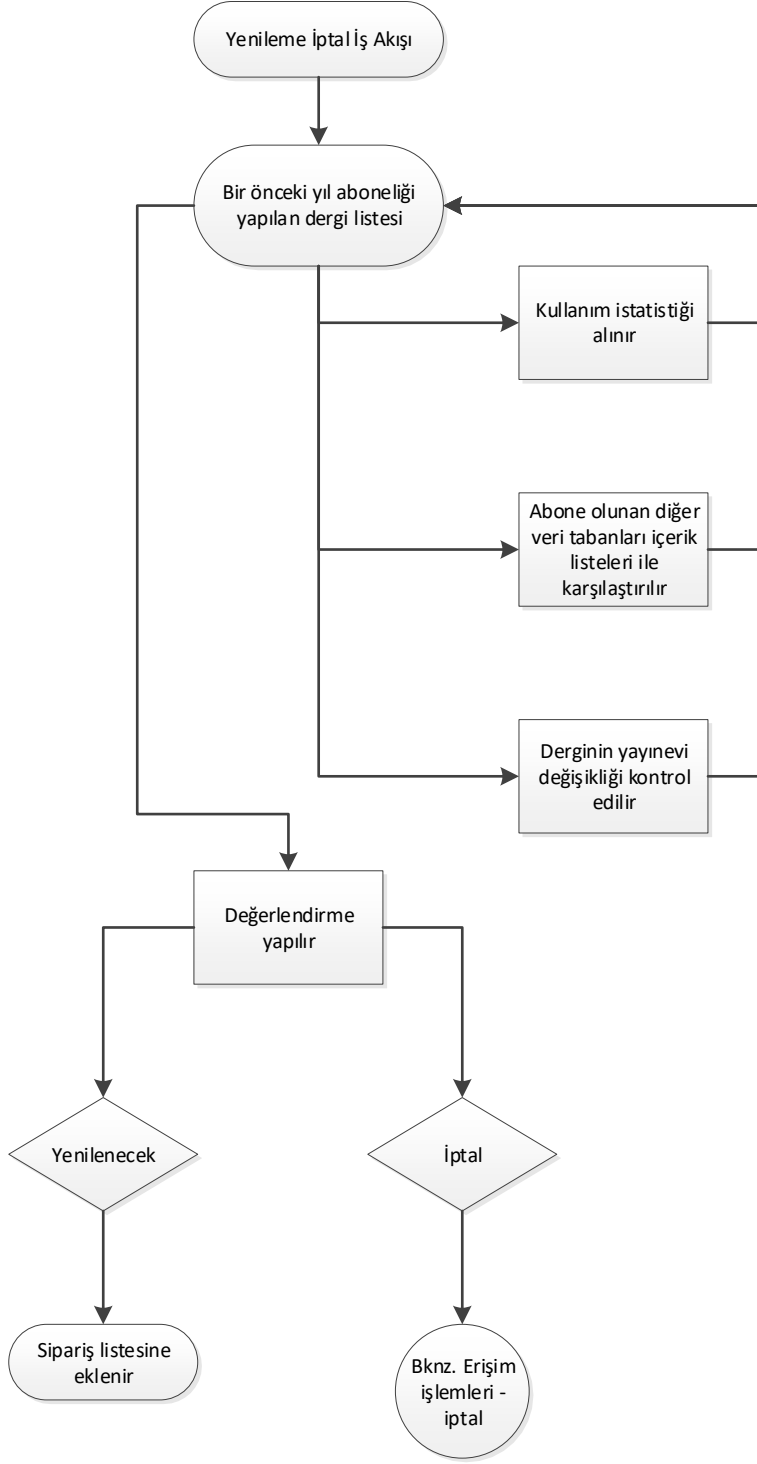 Yenileme İptal İş Akışı
Bir önceki yıl aboneliği
yapılan dergi listesi
Kullanım istatistiği
alınır
Abone olunan diğer
veri tabanları içerik
listeleri ile
karşılaştırılır
Derginin yayınevi
değişikliği kontrol
edilir
Değerlendirme
yapılır
Yenilenecek
İptal
Sipariş listesine
eklenir
Bknz. Erişim
işlemleri -
iptal